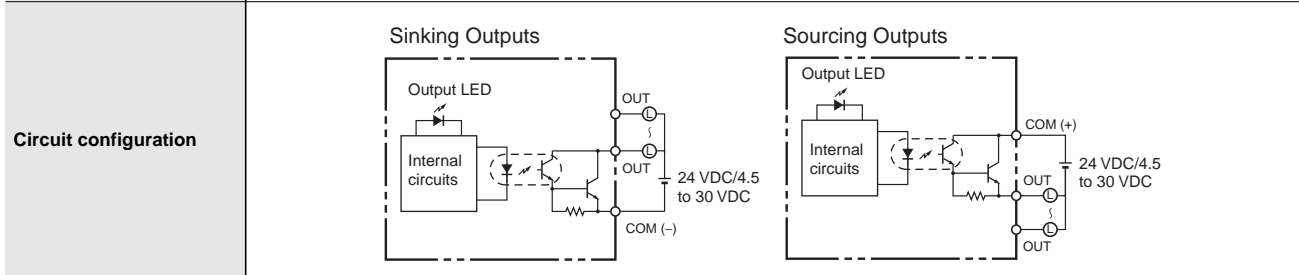 Circuit configuration
Sinking Outputs
Output LED
Internal
circuits
OUT
L
L
OUT
24 VDC/4.5
to 30 VDC
COM (−)
Sourcing Outputs
Output LED
Internal
circuits
COM (+)
24 VDC/4.5
to 30 VDC
OUT
L
L
OUT